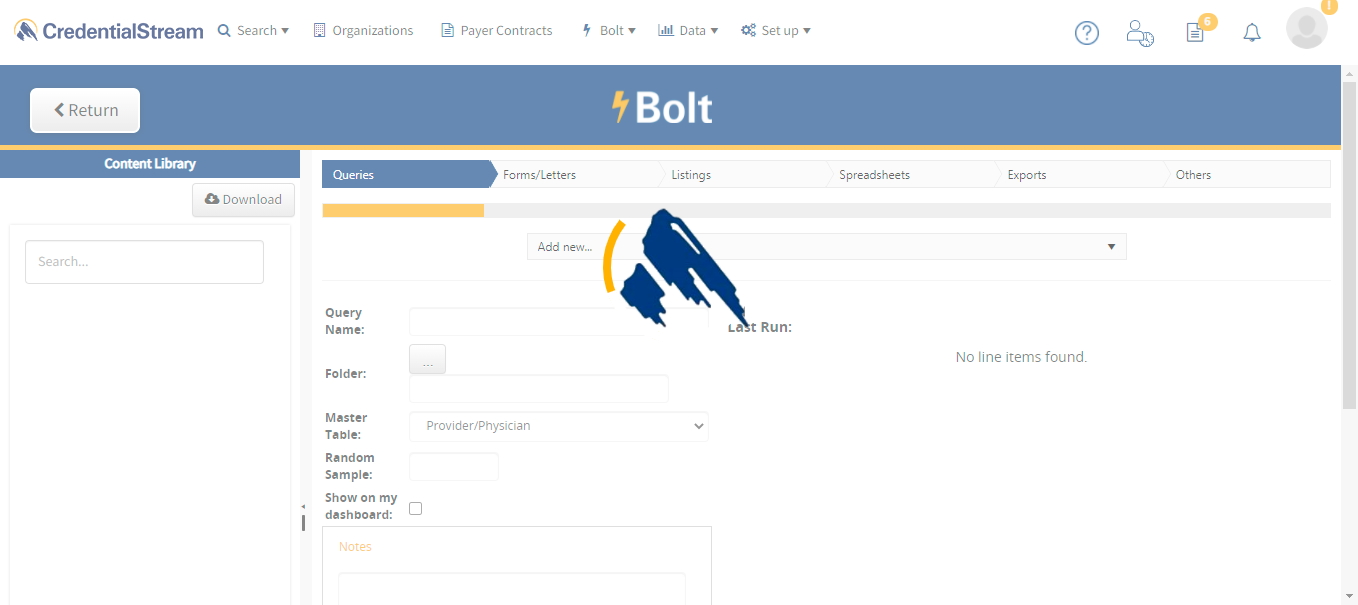 CredentialStream Search Organizations Payer Contracts Bolt Data Set up 6 !
Return
Bolt
Content Library
Download
Search...
Queries Forms/Letters Listings Spreadsheets Exports Others
Add new...
Query
Name:
Last Run:
No line items found.
...
Folder:
Master
Table:
Provider/Physician
Random
Sample:
Show on my
dashboard:
Notes